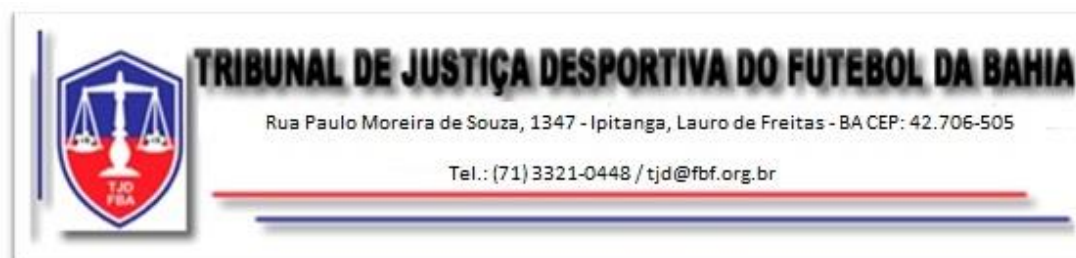 TRIBUNAL DE JUSTIÇA DESPORTIVA DO FUTEBOL DA BAHIA
Rua Paulo Moreira de Souza, 1347 - Ipitanga, Lauro de Freitas - BA CEP: 42.706-505
Tel.: (71) 3321-0448 / tjd@fbf.org.br
TJD
FBA